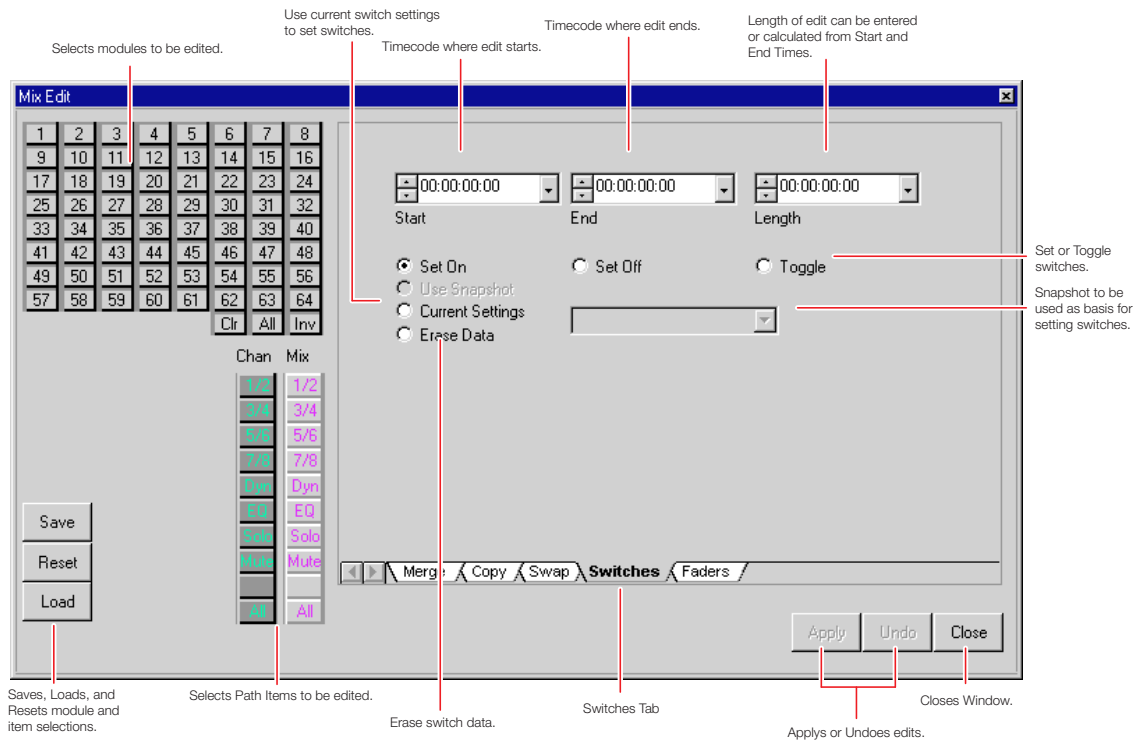 Use current switch settings
to set switches.
Selects modules to be edited.
Timecode where edit starts.
Timecode where edit ends.
Length of edit can be entered
or calculated from Start and
End Times.
Mix Edit
1 2 3 4 5 6 7 8
9 10 11 12 13 14 15 16
17 18 19 20 21 22 23 24
25 26 27 28 29 30 31 32
33 34 35 36 37 38 39 40
41 42 43 44 45 46 47 48
49 50 51 52 53 54 55 56
57 58 59 60 61 62 63 64
Clr All Inv
Chan Mix
1/2 1/2
3/4 3/4
5/6 5/6
7/8 7/8
Dyn Dyn
EQ EQ
Solo Solo
Mute Mute
All All
Save
Reset
Load
00:00:00:00 00:00:00:00 00:00:00:00
Start End Length
Set On Set Off Toggle
Use Snapshot
Current Settings
Erase Data
Set or Toggle
switches.
Snapshot to be
used as basis for
setting switches.
Merge Copy Swap Switches Faders
Apply Undo Close
Saves, Loads, and
Resets module and
item selections.
Selects Path Items to be edited.
Erase switch data.
Switches Tab
Applys or Undoes edits.
Closes Window.